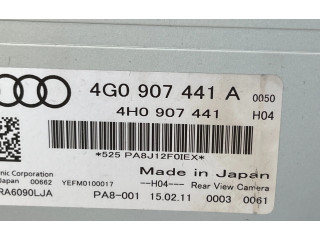 4G0 907 441 A 0050
4H0 907 441 H04
*525 PA8J12F0IEX*
Made in Japan
nic Corporation
Japan 00662 YEFM0100017 --H04--- Rear View Camera
RA6090LJA PA8-001 15.02.11 0003 0061